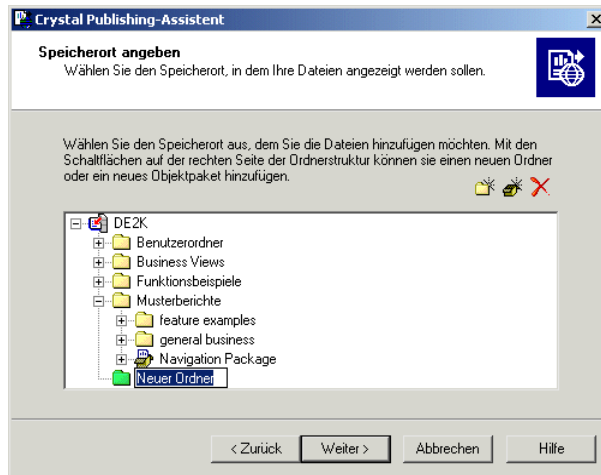 Crystal Publishing-Assistent
Speicherort angeben
Wählen Sie den Speicherort, in dem Ihre Dateien angezeigt werden sollen.
Wählen Sie den Speicherort aus, dem Sie die Dateien hinzufügen möchten. Mit den
Schaltflächen auf der rechten Seite der Ordnerstruktur können sie einen neuen Ordner
oder ein neues Objektpaket hinzufügen.
DE2K
Benutzerordner
Business Views
Funktionsbeispiele
Musterberichte
feature examples
general business
Navigation Package
Neuer Ordner
< Zurück Weiter > Abbrechen Hilfe